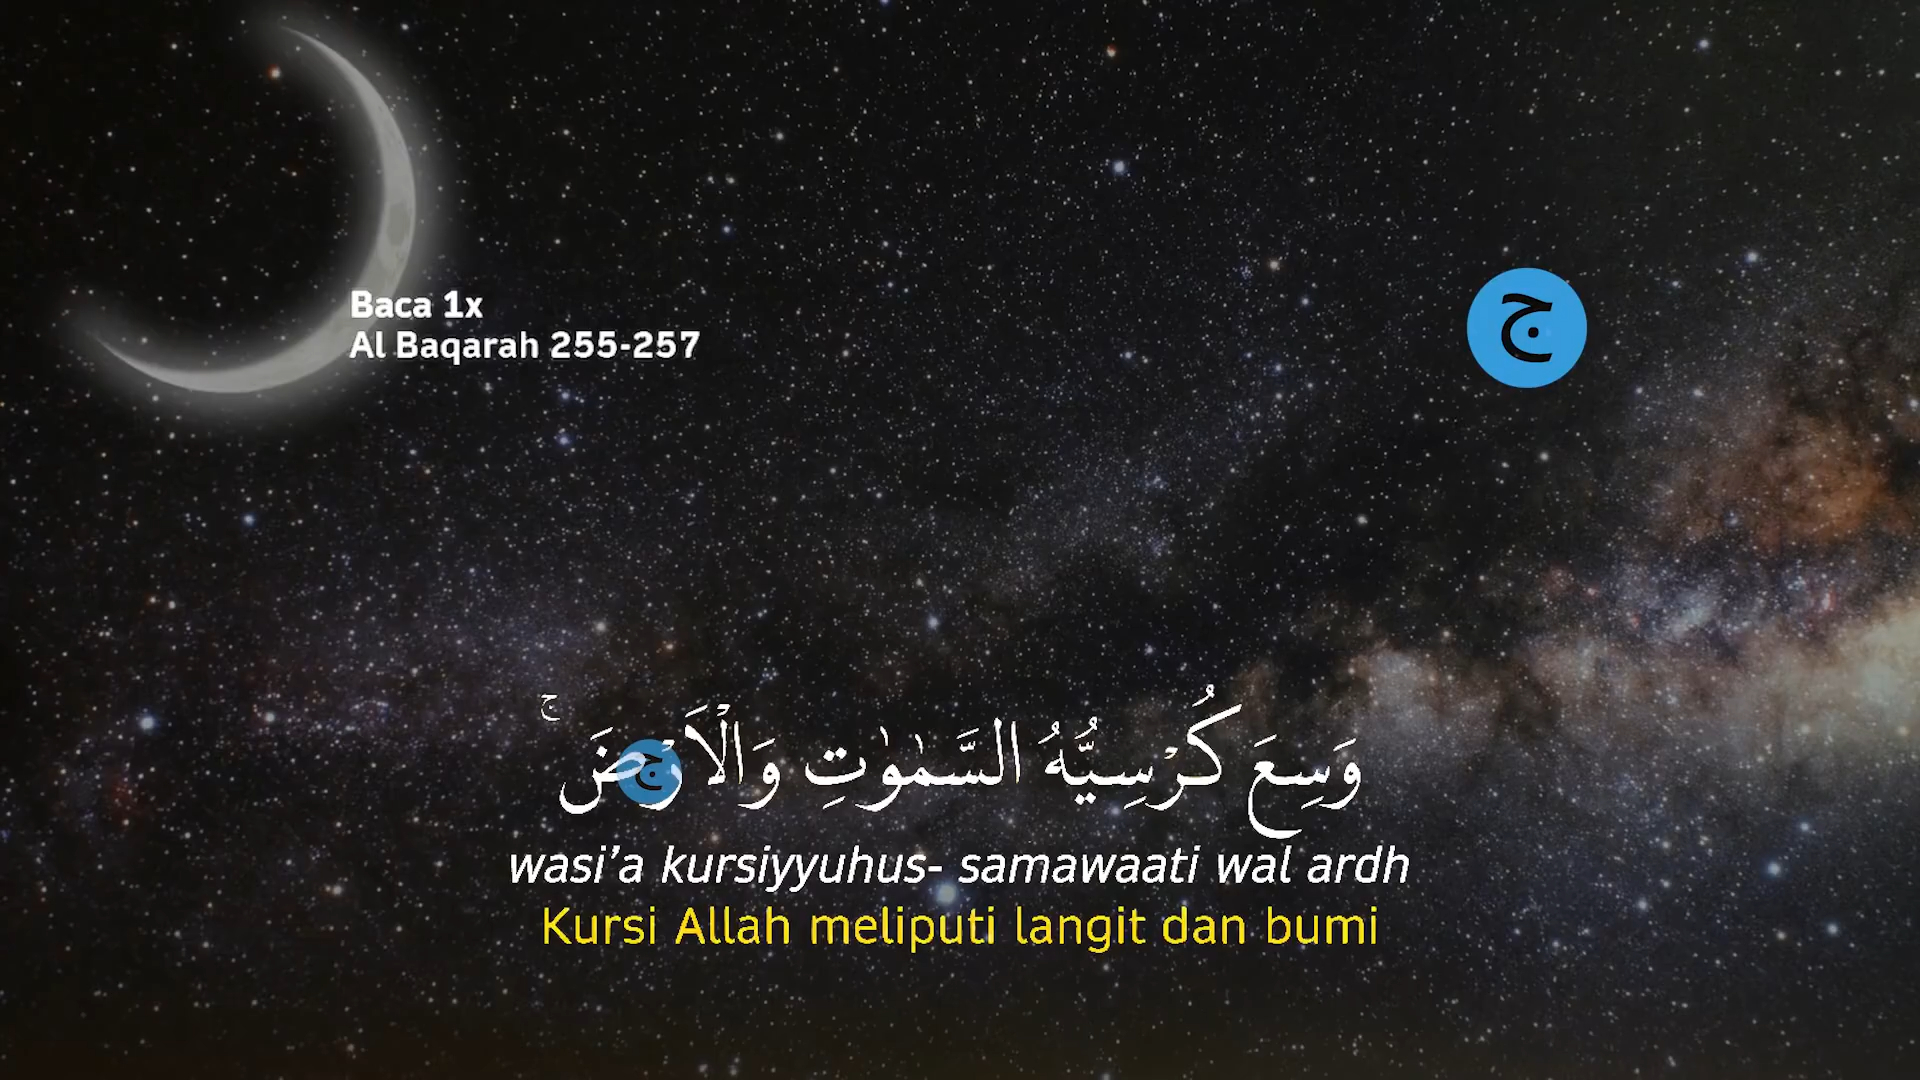 Baca 1x
Al Baqarah 255-257
ج
وَسِعَ كُرْسِيُّهُ السَّمٰوٰتِ وَالْاَرْضَ ۚ
ج
wasi’a kursiyyuhus- samawaati wal ardh
Kursi Allah meliputi langit dan bumi